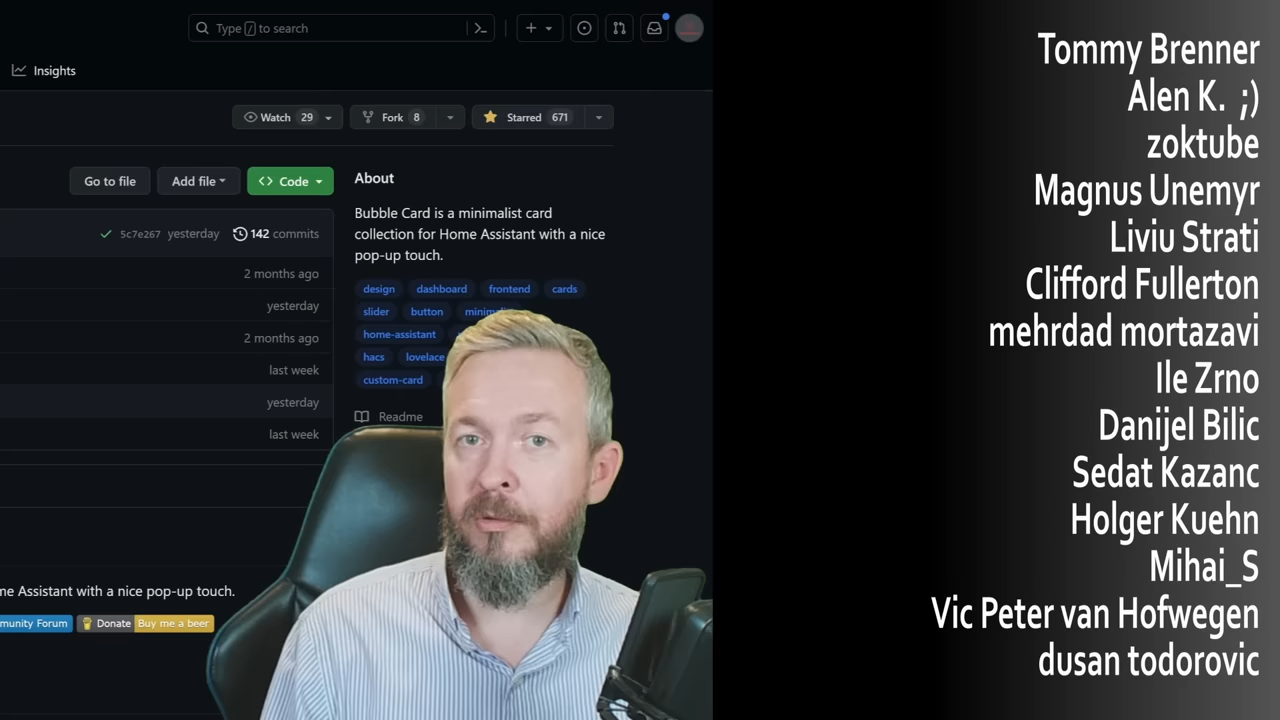 Type / to search
Insights
Watch 29
Fork 8
Starred 671
Go to file
Add file
Code
About
Bubble Card is a minimalist card
collection for Home Assistant with a nice
pop-up touch.
5c7e267 yesterday 142 commits
2 months ago
yesterday
2 months ago
last week
yesterday
last week
design dashboard frontend cards
slider button
home-assistant
hacs lovelace
custom-card
Readme
Assistant with a nice pop-up touch.
Forum
Donate Buy me a beer
Tommy Brenner
Alen K. ;)
zoktube
Magnus Unemyr
Liviu Strati
Clifford Fullerton
mehrdad mortazavi
Ile Zrno
Danijel Bilic
Sedat Kazanc
Holger Kuehn
Mihai_S
Vic Peter van Hofwegen
dusan todorovic